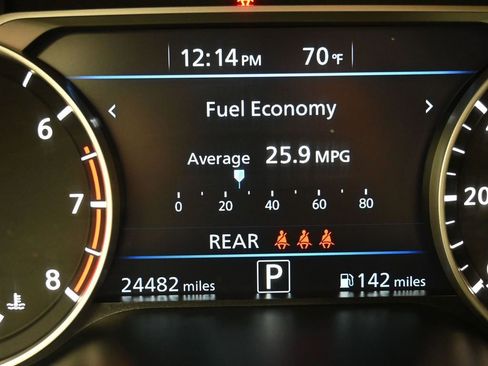 12:14 PM 70 °F
Fuel Economy
Average 25.9 MPG
0 20 40 60 80
REAR
24482 miles P 142 miles
6
7
8
20